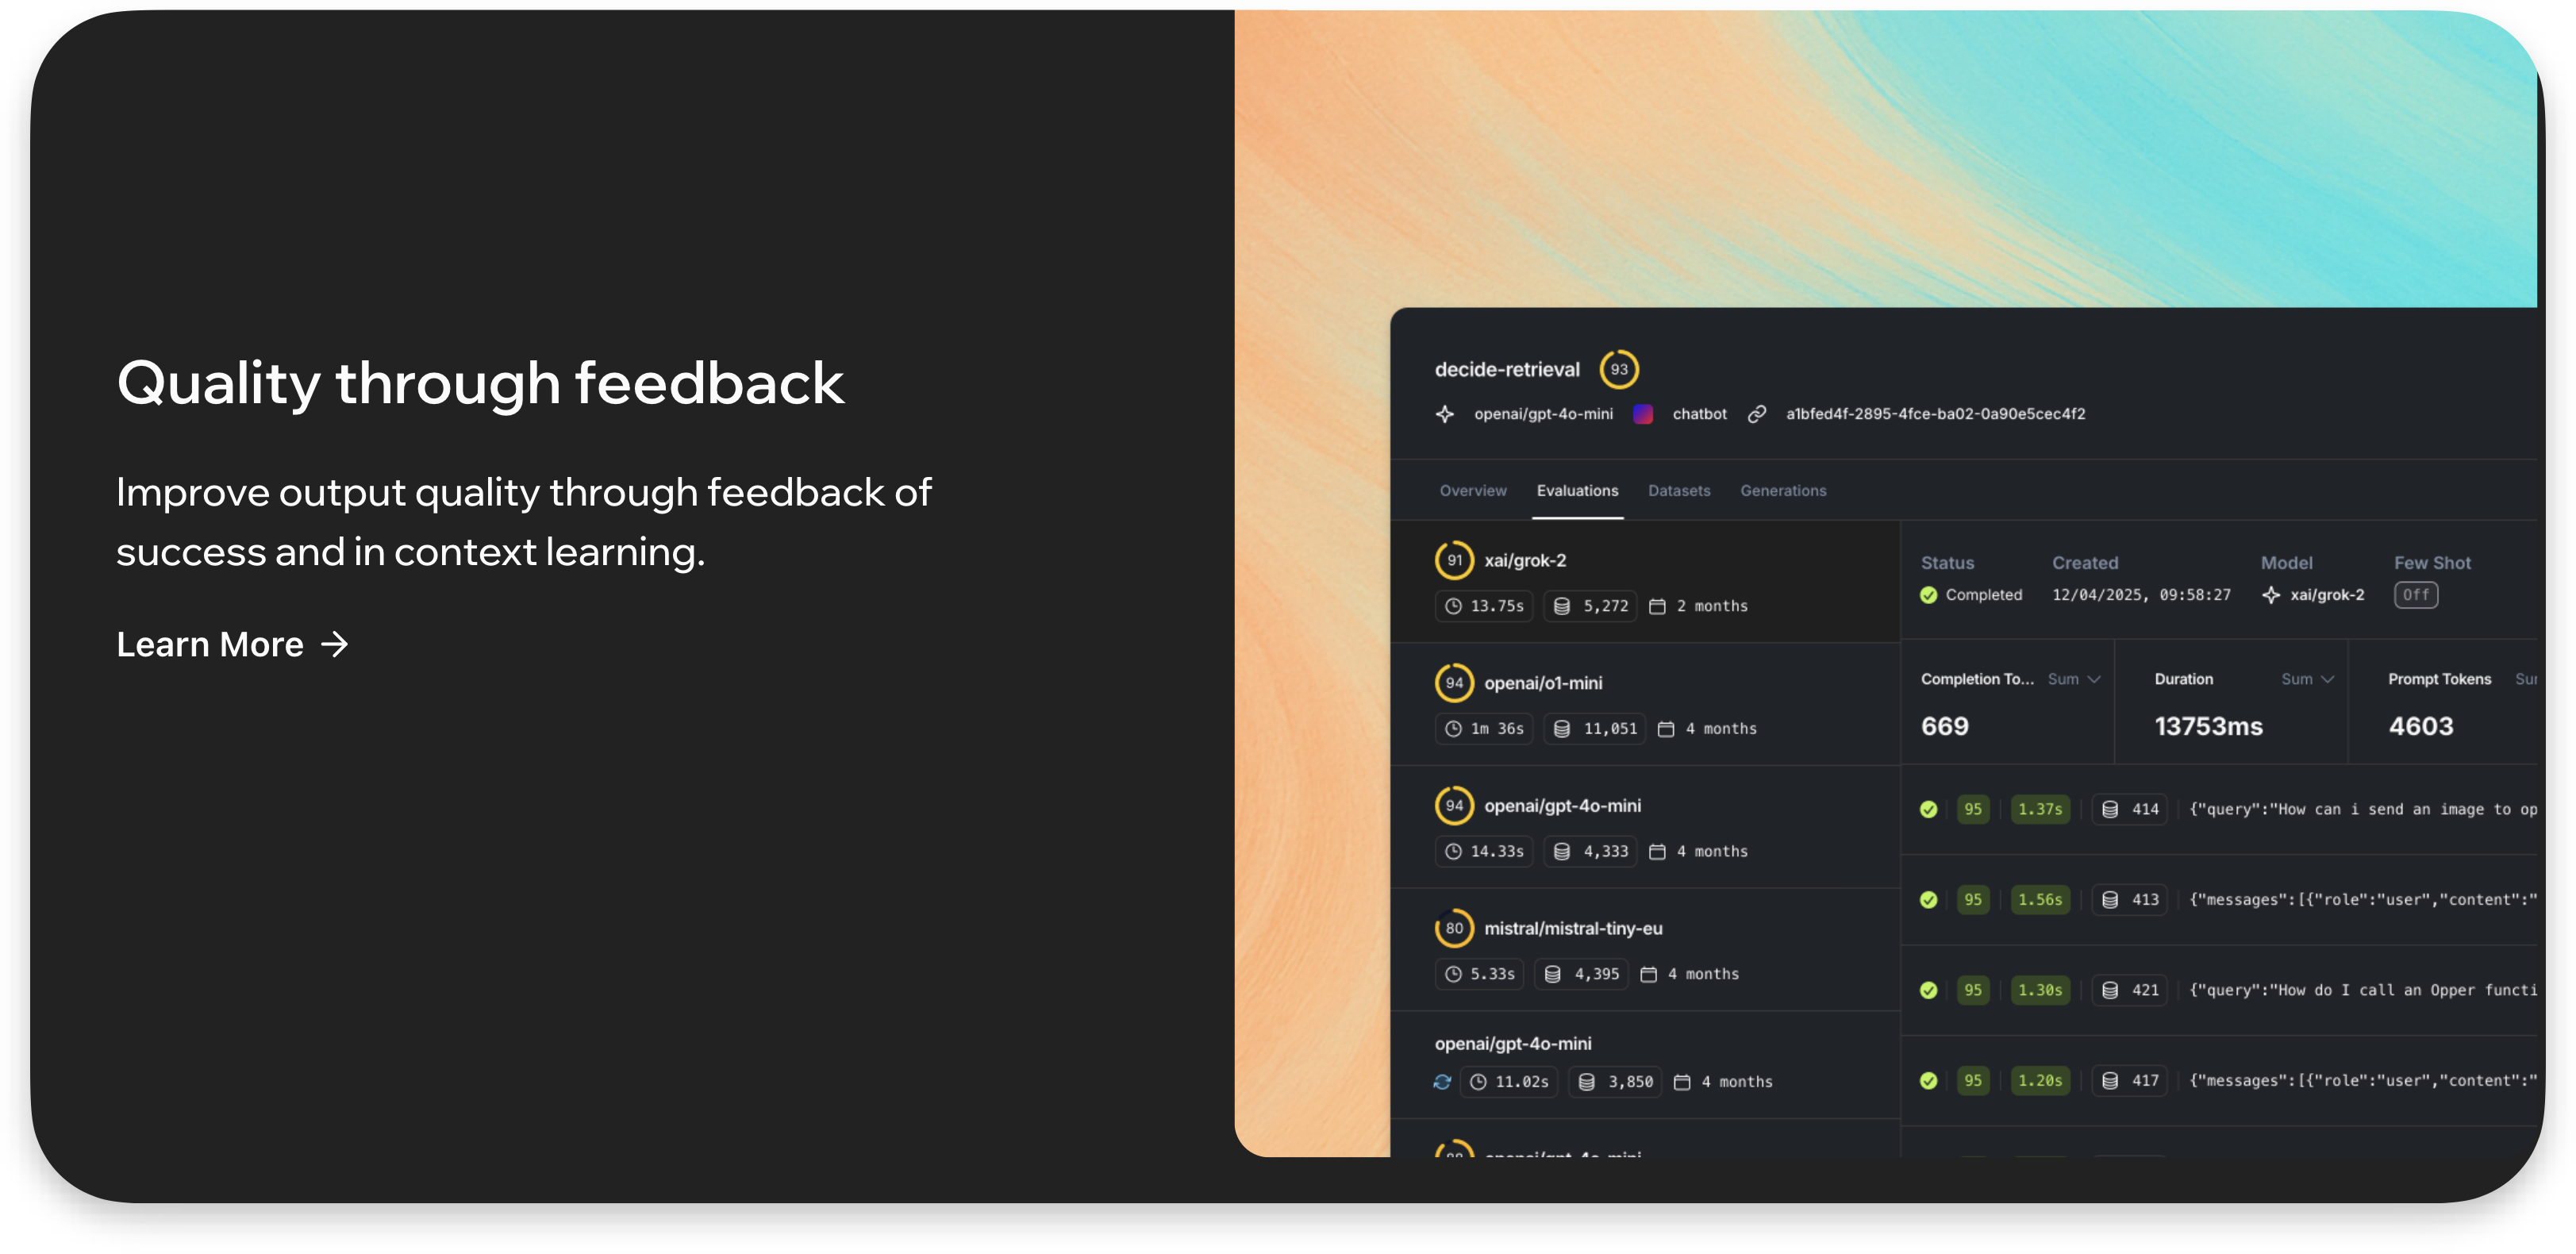 Quality through feedback
Improve output quality through feedback of
success and in context learning.
Learn More
decide-retrieval 93
openai/gpt-4o-mini chatbot a1bfed4f-2895-4fce-ba02-0a90e5cec4f2
Overview Evaluations Datasets Generations
91 xai/grok-2
13.75s 5,272 2 months
94 openai/o1-mini
1m 36s 11,051 4 months
94 openai/gpt-4o-mini
14.33s 4,333 4 months
80 mistral/mistral-tiny-eu
5.33s 4,395 4 months
openai/gpt-4o-mini
11.02s 3,850 4 months
openai/gpt-4o-mini
Status Created Model Few Shot
Completed 12/04/2025, 09:58:27 xai/grok-2 Off
Completion To... Sum Duration Sum Prompt Tokens
669 13753ms 4603
95 1.37s 414 {"query":"How can i send an image to op
95 1.56s 413 {"messages":[{"role":"user","content":"
95 1.30s 421 {"query":"How do I call an Opper functi
95 1.20s 417 {"messages":[{"role":"user","content":"